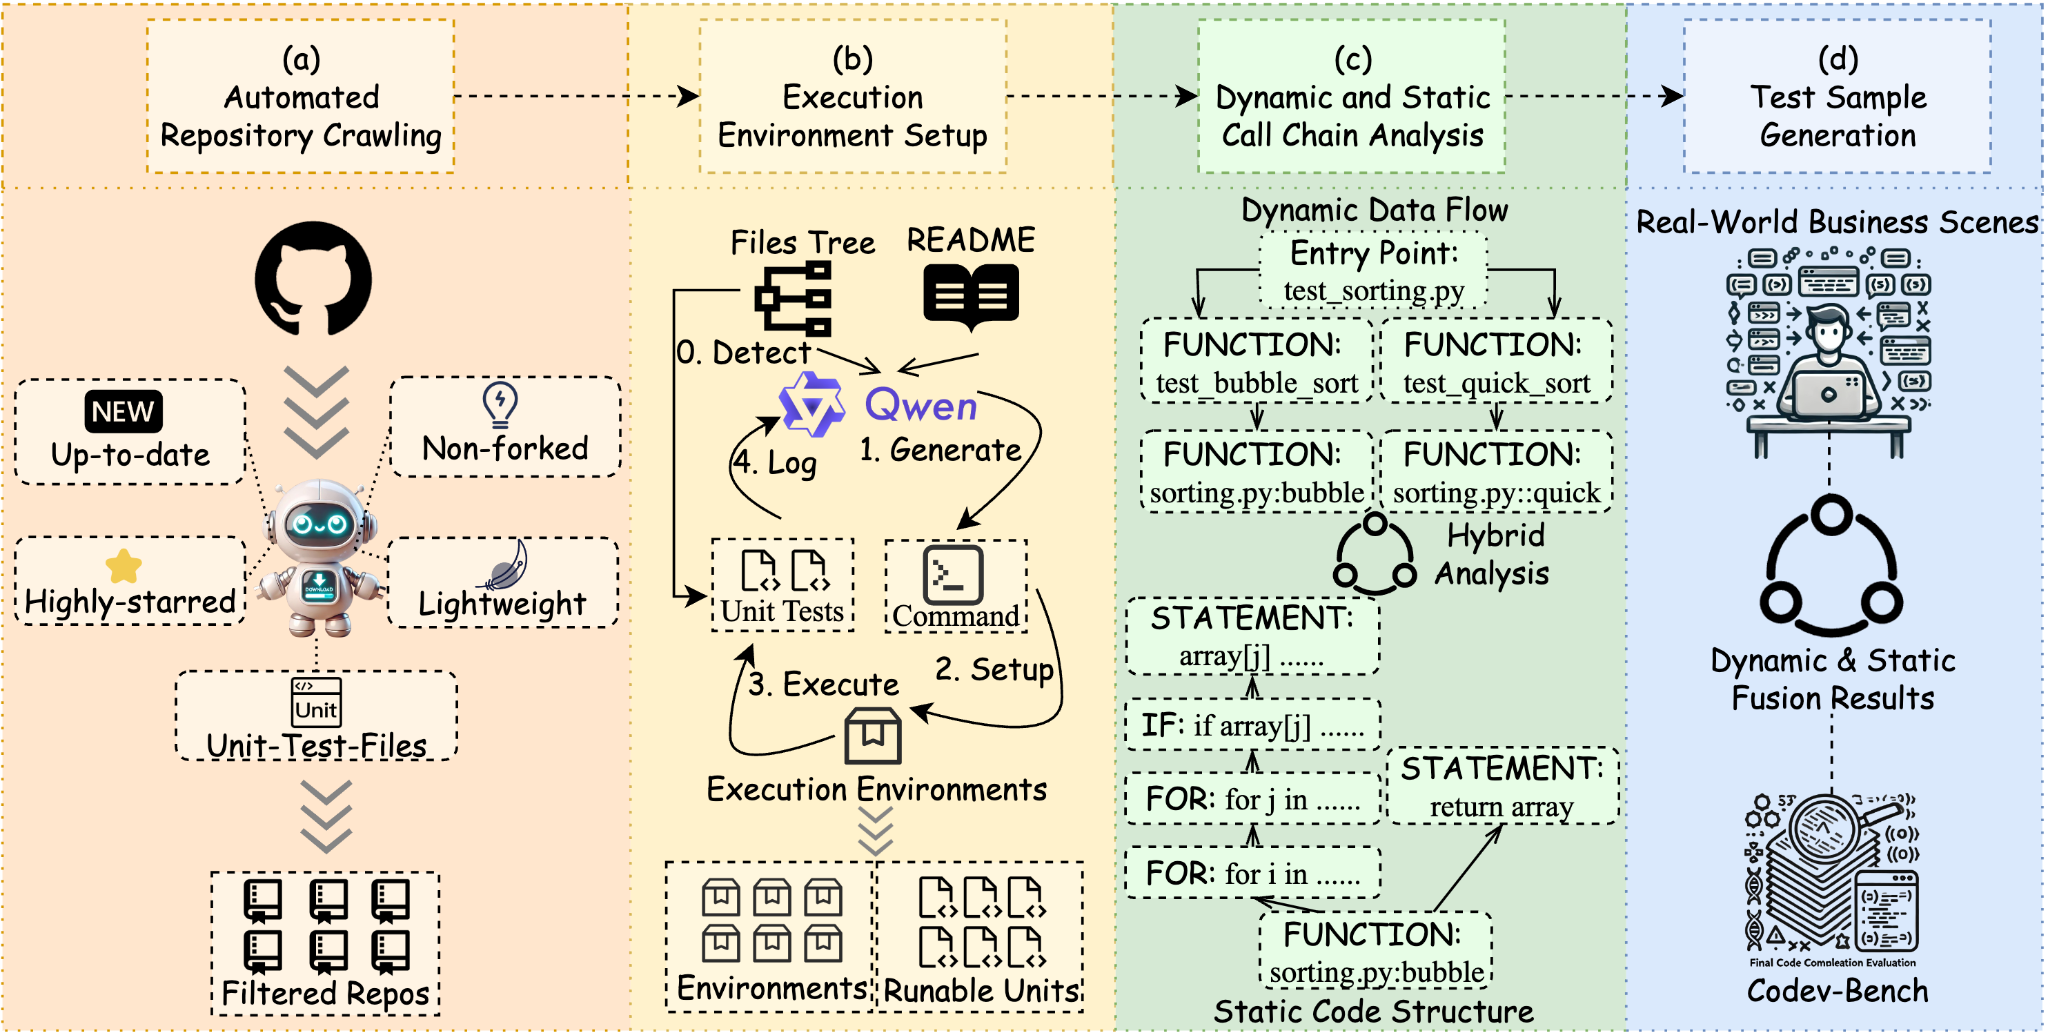 (a)
Automated
Repository Crawling
(b)
Execution
Environment Setup
(c)
Dynamic and Static
Call Chain Analysis
(d)
Test Sample
Generation
NEW
Up-to-date
Non-forked
Highly-starred
Lightweight
DOWNLOAD
</>
Unit
Unit-Test-Files
Filtered Repos
Files Tree
README
0. Detect
Qwen
1. Generate
4. Log
Unit Tests
Command
2. Setup
3. Execute
Execution Environments
Environments
Runable Units
Dynamic Data Flow
Entry Point:
test_sorting.py
FUNCTION:
test_bubble_sort
FUNCTION:
test_quick_sort
FUNCTION:
sorting.py:bubble
FUNCTION:
sorting.py::quick
Hybrid
Analysis
STATEMENT:
array[j] ......
IF: if array[j] ......
FOR: for j in ......
FOR: for i in ......
STATEMENT:
return array
FUNCTION:
sorting.py:bubble
Static Code Structure
Real-World Business Scenes
Dynamic & Static
Fusion Results
Final Code Compleation Evaluation
Codev-Bench